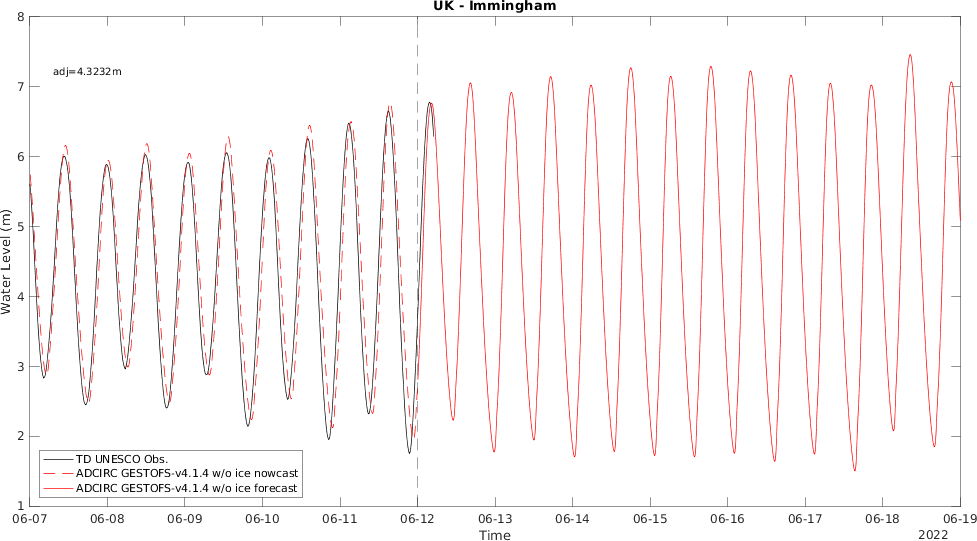 UK - Immingham
8
adj=4.3232m
7
6
5
4
3
2
1
Water Level (m)
TD UNESCO Obs.
ADCIRC GESTOFS-v4.1.4 w/o ice nowcast
ADCIRC GESTOFS-v4.1.4 w/o ice forecast
06-07 06-08 06-09 06-10 06-11 06-12 06-13 06-14 06-15 06-16 06-17 06-18 06-19
Time
2022